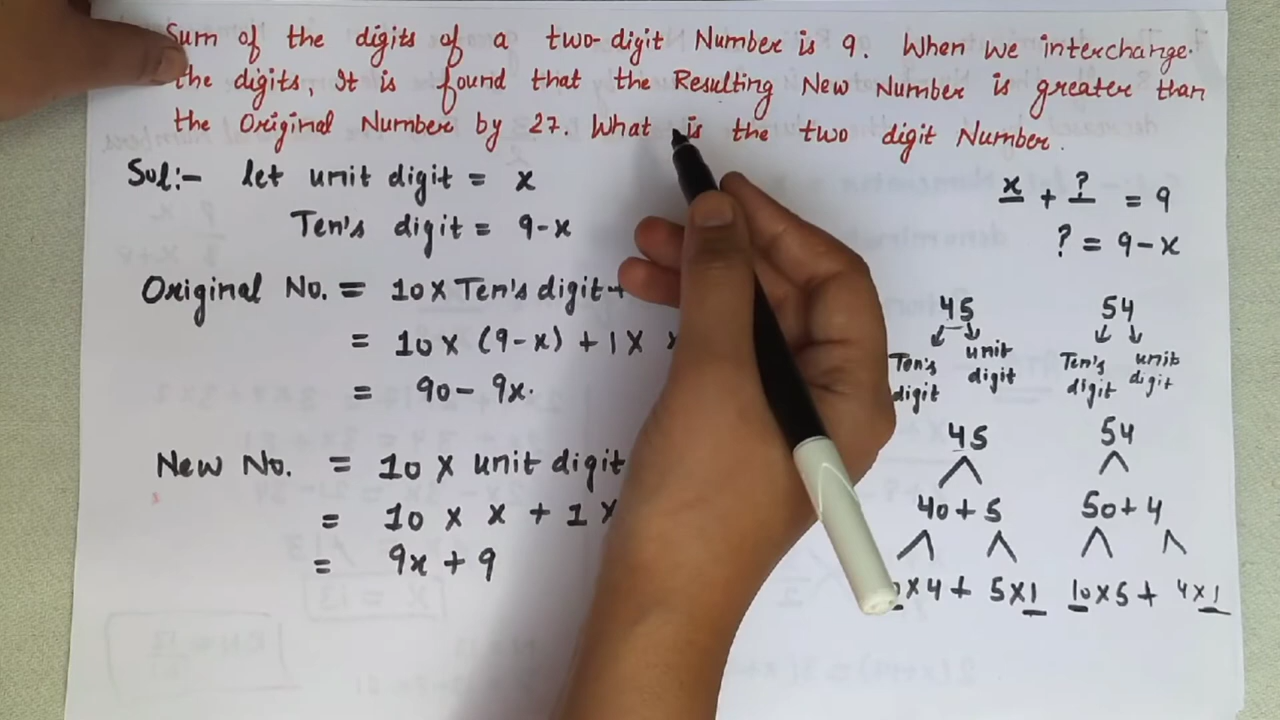 Sum of the digits of a two-digit Number is 9. When we interchange
the digits, It is found that the Resulting New Number is greater than
the Original Number by 27. What is the two digit Number.
Sol:- let unit digit = x
Ten's digit = 9-x
Original No. = 10 X Ten's digit +
= 10 X (9-x) + 1 X
= 90 - 9x.
New No. = 10 X unit digit
= 10 X x + 1 X
= 9x + 9
x + ? = 9
? = 9-x
45 54
Ten's digit unit digit Ten's digit unit digit
45 54
40+5 50+4
X4 + 5X1 10X5 + 4X1